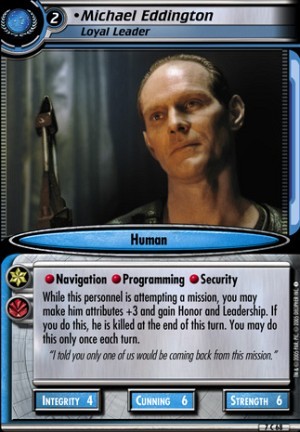 2
•Michael Eddington
Loyal Leader
Human
Navigation Programming Security
While this personnel is attempting a mission, you may
make him attributes +3 and gain Honor and Leadership. If
you do this, he is killed at the end of this turn. You may do
this only once each turn.
"I told you only one of us would be coming back from this mission."
INTEGRITY 4 CUNNING 6 STRENGTH 6
7 C 68